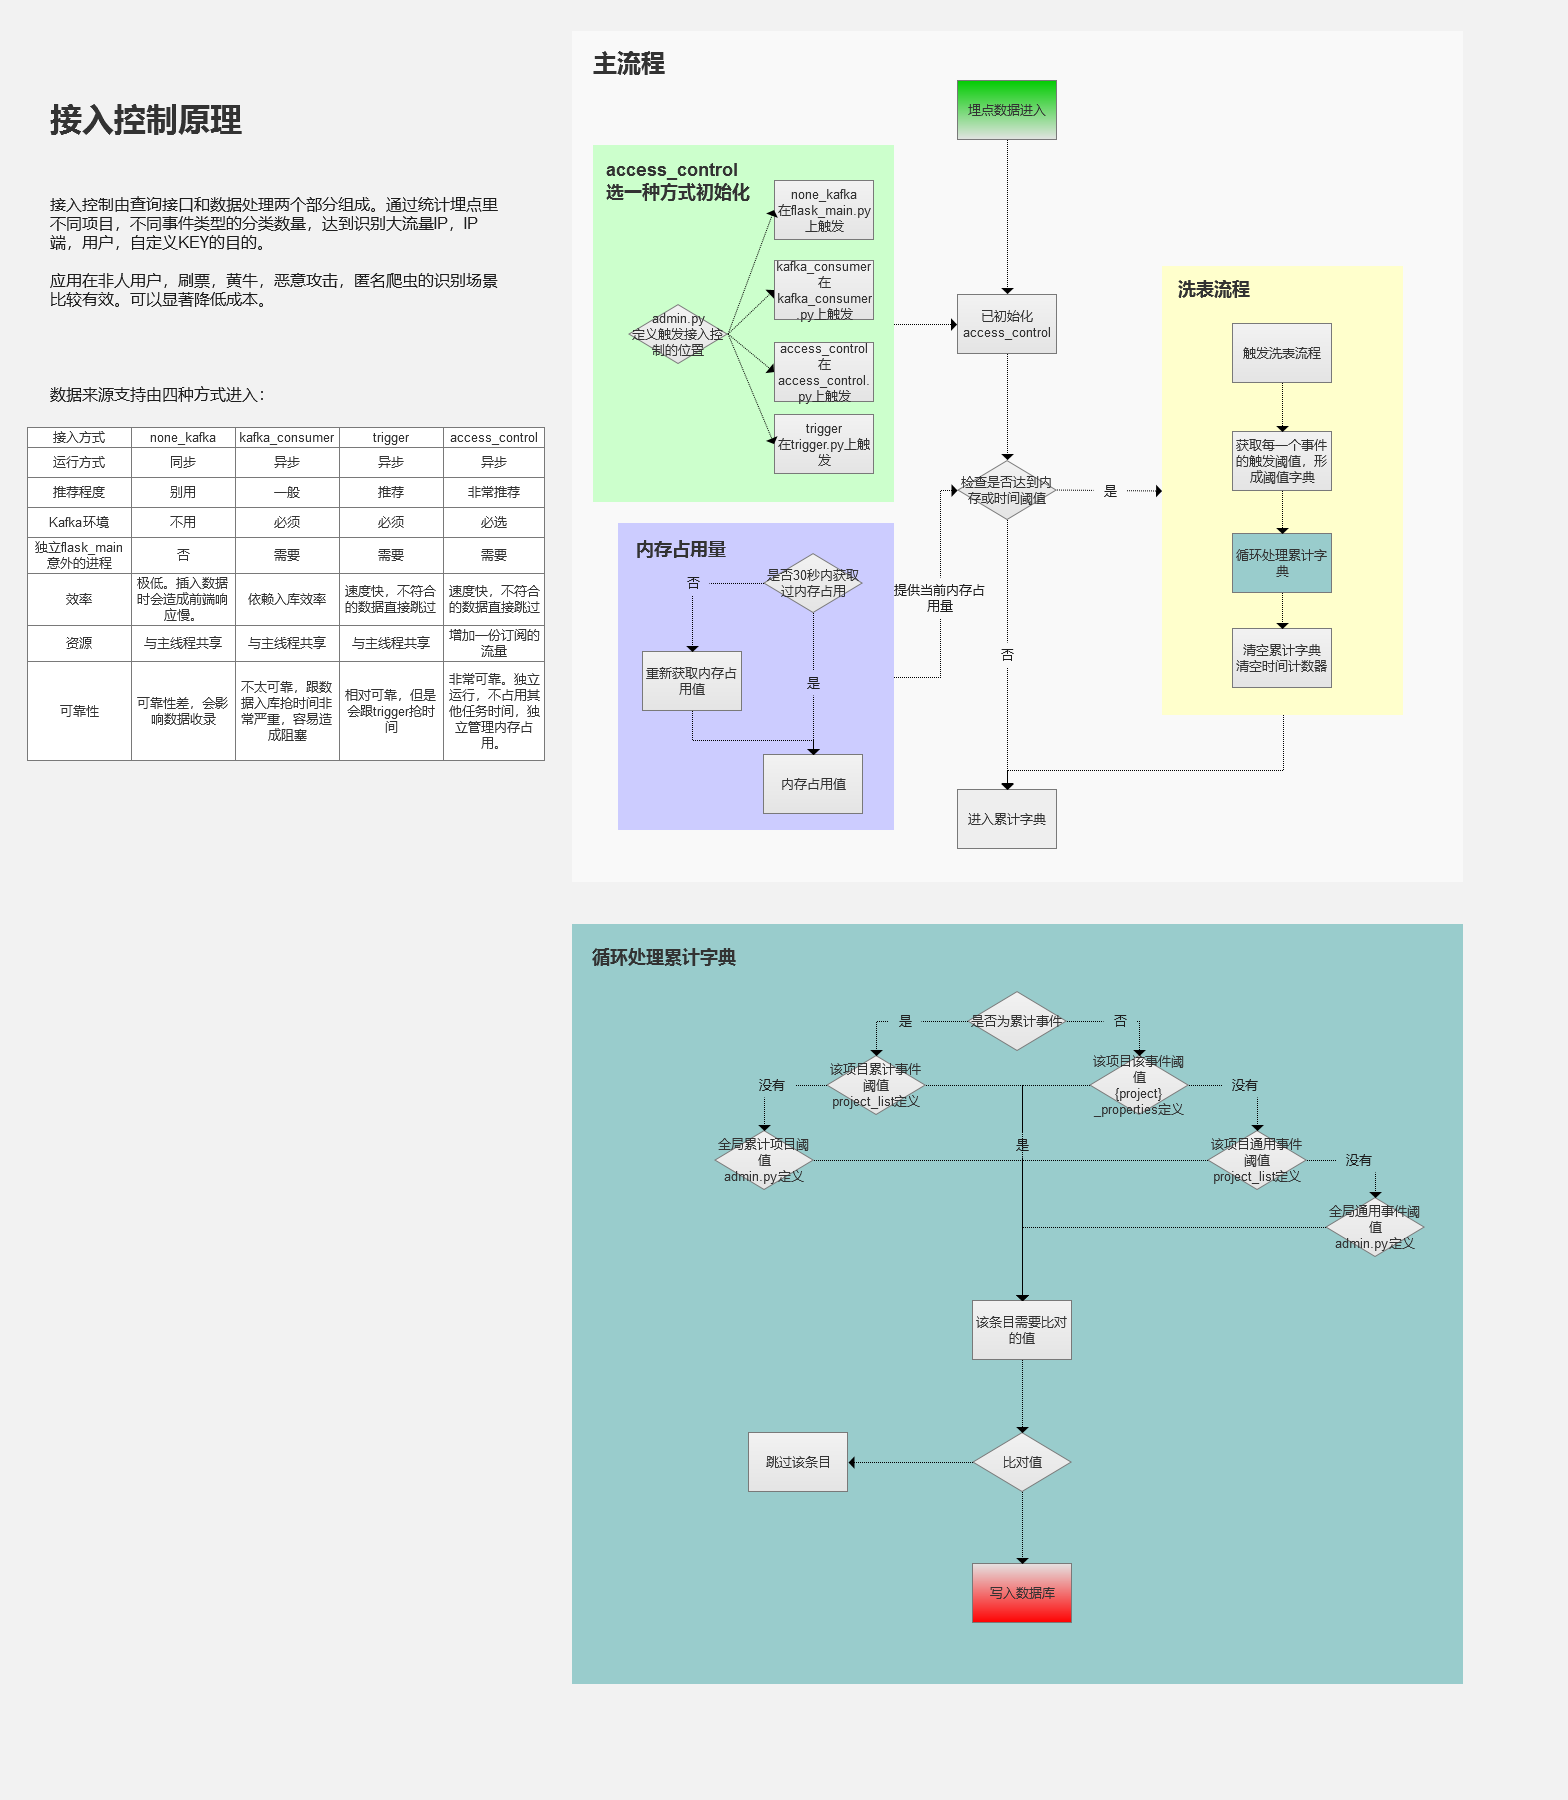 接入控制原理
接入控制由查询接口和数据处理两个部分组成。通过统计埋点里
不同项目，不同事件类型的分类数量，达到识别大流量IP，IP
端，用户，自定义KEY的目的。
应用在非人用户，刷票，黄牛，恶意攻击，匿名爬虫的识别场景
比较有效。可以显著降低成本。
数据来源支持由四种方式进入：
接入方式 none_kafka kafka_consumer trigger access_control
运行方式 同步 异步 异步 异步
推荐程度 别用 一般 推荐 非常推荐
Kafka环境 不用 必须 必须 必选
独立flask_main
意外的进程
否 需要 需要 需要
效率
极低。插入数据
时会造成前端响
应慢。
依赖入库效率
速度快，不符合
的数据直接跳过
速度快，不符合
的数据直接跳过
资源 与主线程共享 与主线程共享 与主线程共享
增加一份订阅的
流量
可靠性
可靠性差，会影
响数据收录
不太可靠，跟数
据入库抢时间非
常严重，容易造
成阻塞
相对可靠，但是
会跟trigger抢时
间
非常可靠。独立
运行，不占用其
他任务时间，独
立管理内存占
用。
主流程
埋点数据进入
access_control
选一种方式初始化
none_kafka
在flask_main.py
上触发
kafka_consumer
在
kafka_consumer
.py上触发
admin.py
定义触发接入控
制的位置
access_control
在
access_control.
py上触发
trigger
在trigger.py上触
发
已初始化
access_control
检查是否达到内
存或时间阈值
是
否
洗表流程
触发洗表流程
获取每一个事件
的触发阈值，形
成阈值字典
循环处理累计字
典
清空累计字典
清空时间计数器
内存占用量
是否30秒内获取
过内存占用
否
重新获取内存占
用值
是
内存占用值
提供当前内存占
用量
进入累计字典
循环处理累计字典
是否为累计事件
是
否
该项目累计事件
阈值
project_list定义
没有
该项目该事件阈
值
{project}
_properties定义
没有
全局累计项目阈
值
admin.py定义
是
该项目通用事件
阈值
project_list定义
没有
全局通用事件阈
值
admin.py定义
该条目需要比对
的值
跳过该条目
比对值
写入数据库